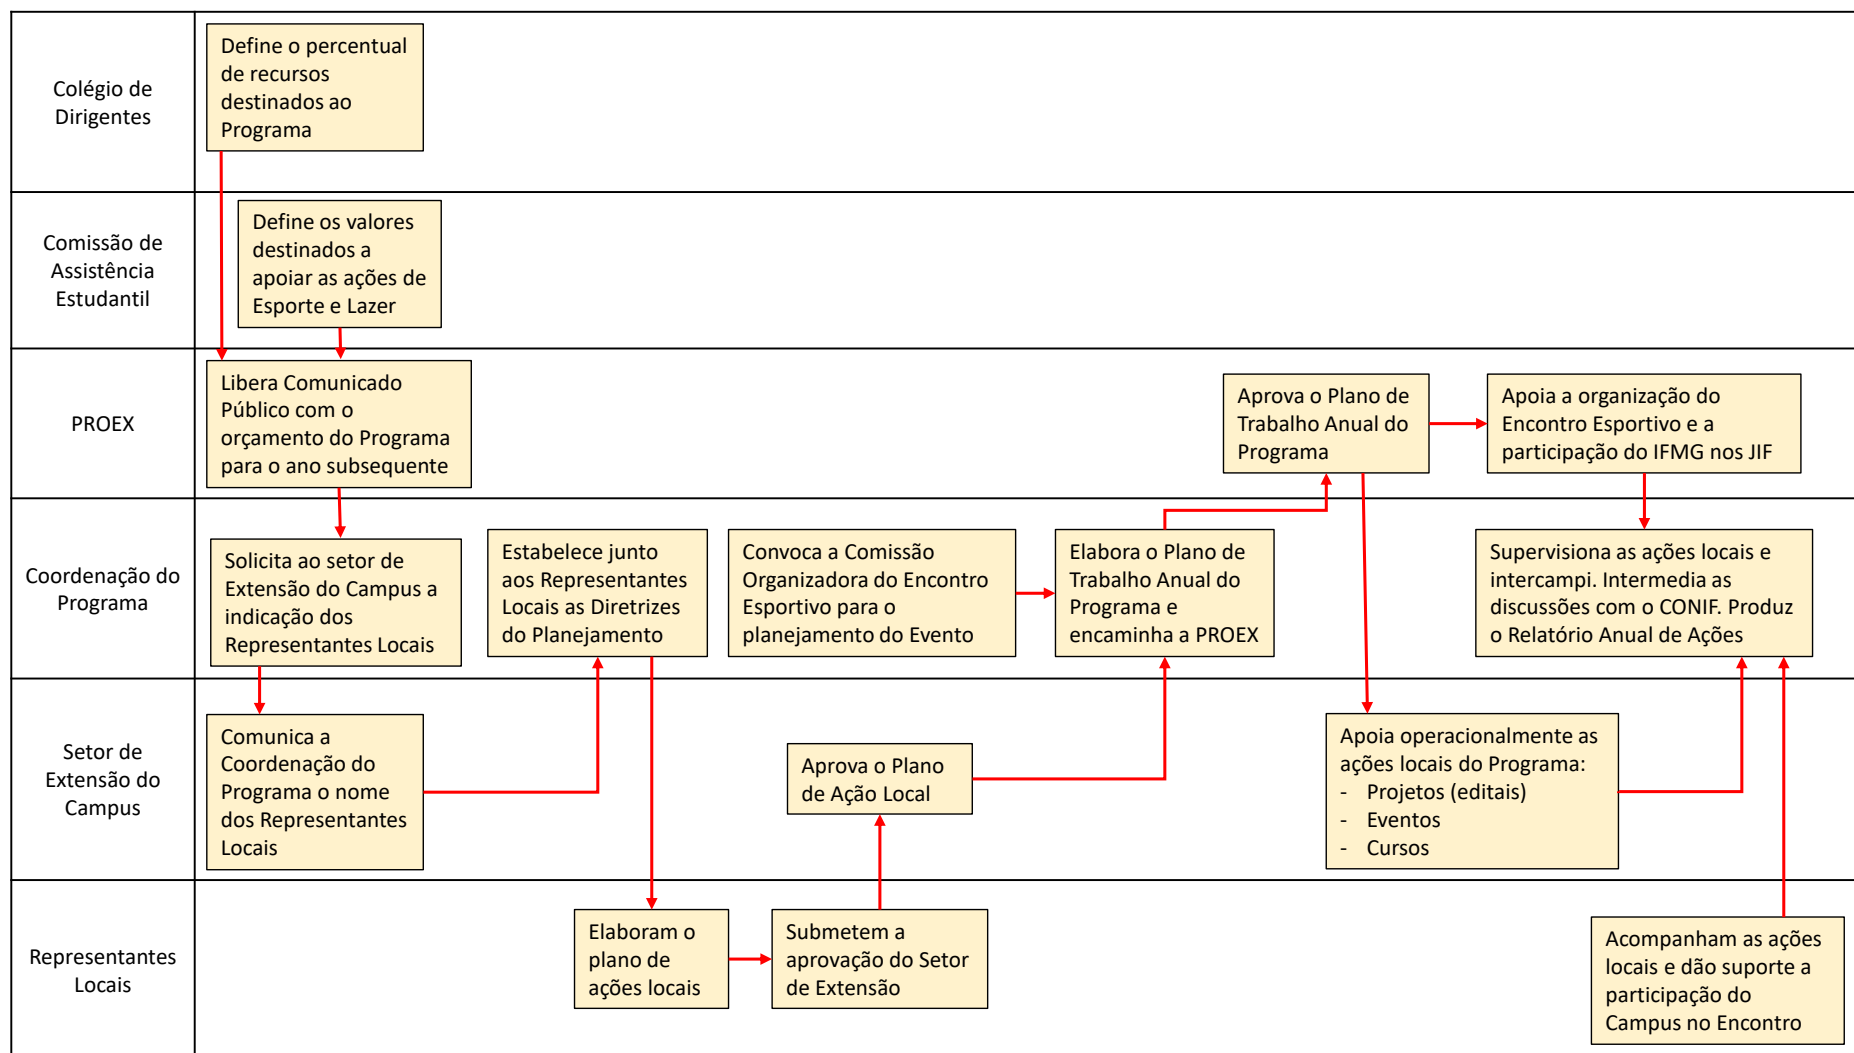 Colégio de
Dirigentes
Define o percentual
de recursos
destinados ao
Programa
Comissão de
Assistência
Estudantil
Define os valores
destinados a
apoiar as ações de
Esporte e Lazer
PROEX
Libera Comunicado
Público com o
orçamento do Programa
para o ano subsequente
Aprova o Plano de
Trabalho Anual do
Programa
Apoia a organização do
Encontro Esportivo e a
participação do IFMG nos JIF
Coordenação do
Programa
Solicita ao setor de
Extensão do Campus a
indicação dos
Representantes Locais
Estabelece junto
aos Representantes
Locais as Diretrizes
do Planejamento
Convoca a Comissão
Organizadora do Encontro
Esportivo para o
planejamento do Evento
Elabora o Plano de
Trabalho Anual do
Programa e
encaminha a PROEX
Supervisiona as ações locais e
intercampi. Intermedia as
discussões com o CONIF. Produz
o Relatório Anual de Ações
Setor de
Extensão do
Campus
Comunica a
Coordenação do
Programa o nome
dos Representantes
Locais
Aprova o Plano
de Ação Local
Apoia operacionalmente as
ações locais do Programa:
- Projetos (editais)
- Eventos
- Cursos
Representantes
Locais
Elaboram o
plano de
ações locais
Submetem a
aprovação do Setor
de Extensão
Acompanham as ações
locais e dão suporte a
participação do
Campus no Encontro